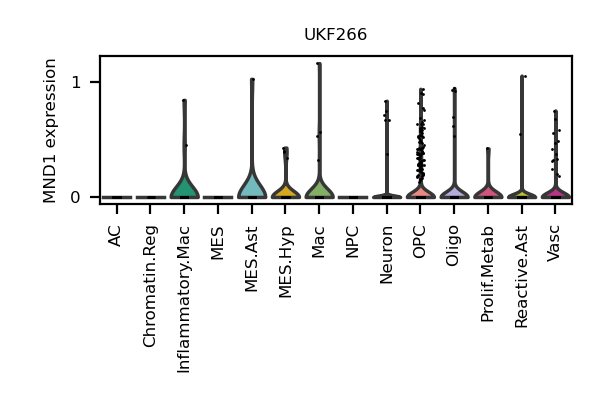 UKF266
MND1 expression
1
0
AC
Chromatin.Reg
Inflammatory.Mac
MES
MES.Ast
MES.Hyp
Mac
NPC
Neuron
OPC
Oligo
Prolif.Metab
Reactive.Ast
Vasc